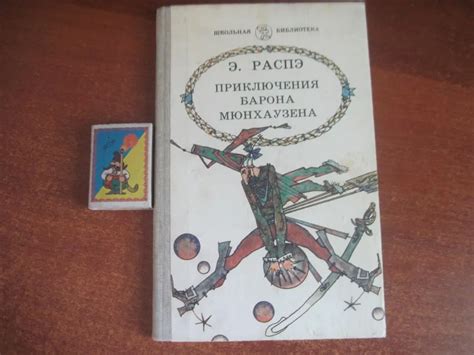 ШКОЛЬНАЯ БИБЛИОТЕКА
Э. РАСПЭ
ПРИКЛЮЧЕНИЯ
БАРОНА
МЮНХАУЗЕНА